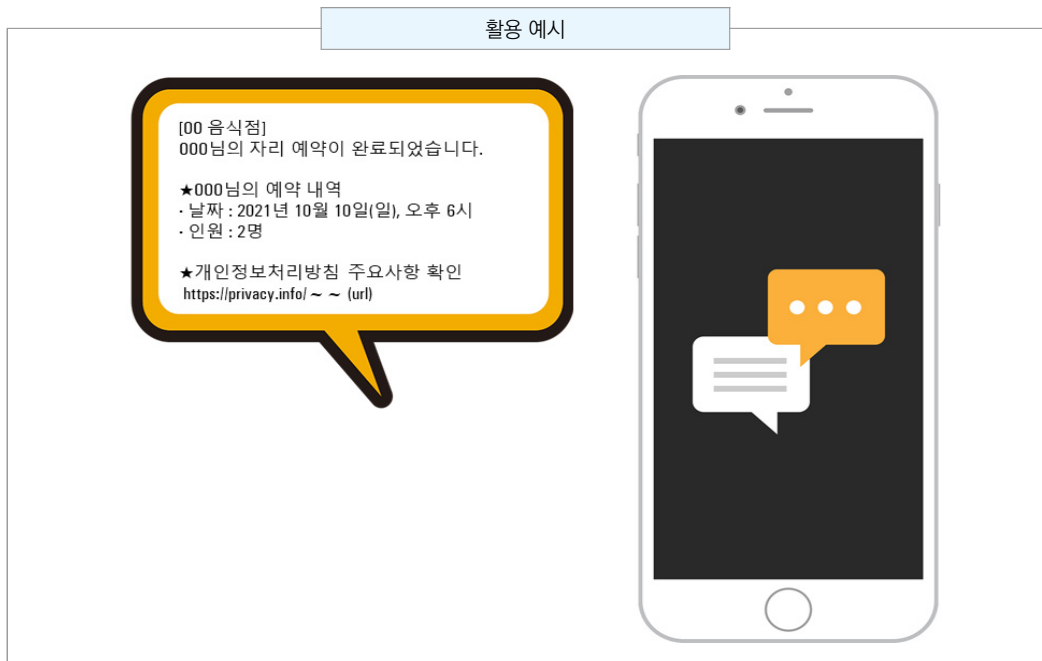 활용 예시
[00 음식점]
000님의 자리 예약이 완료되었습니다.
★000님의 예약 내역
· 날짜 : 2021년 10월 10일(일), 오후 6시
· 인원 : 2명
★개인정보처리방침 주요사항 확인
https://privacy.info/ ~ ~ (url)